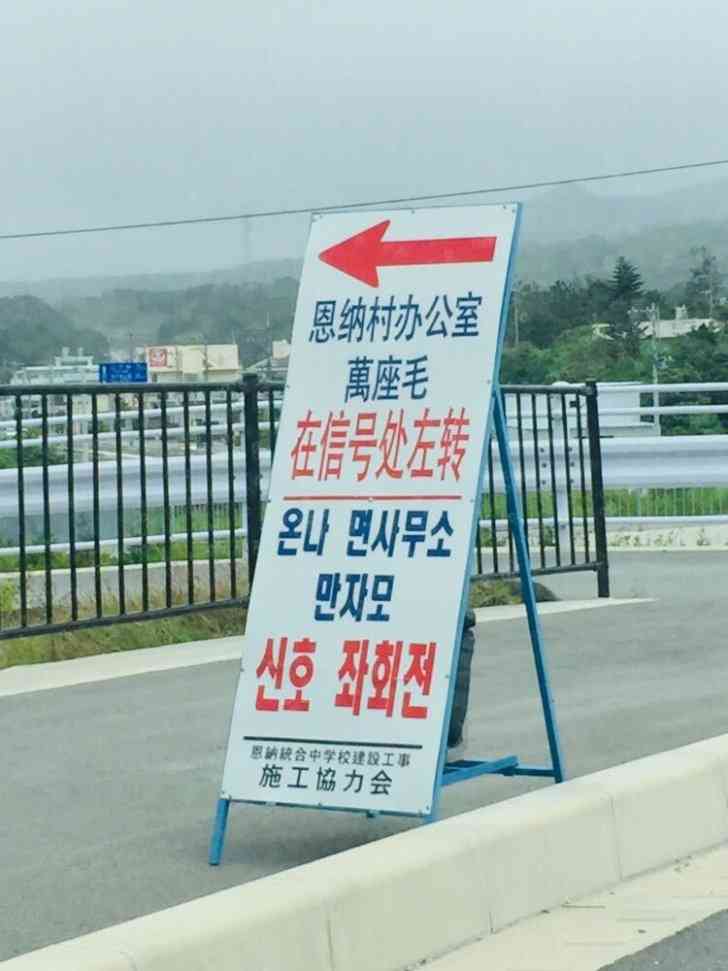 恩纳村办公室
萬座毛
在信号处左转
온나 면사무소
만자모
신호 좌회전
恩納統合中学校建設工事
施工協力会